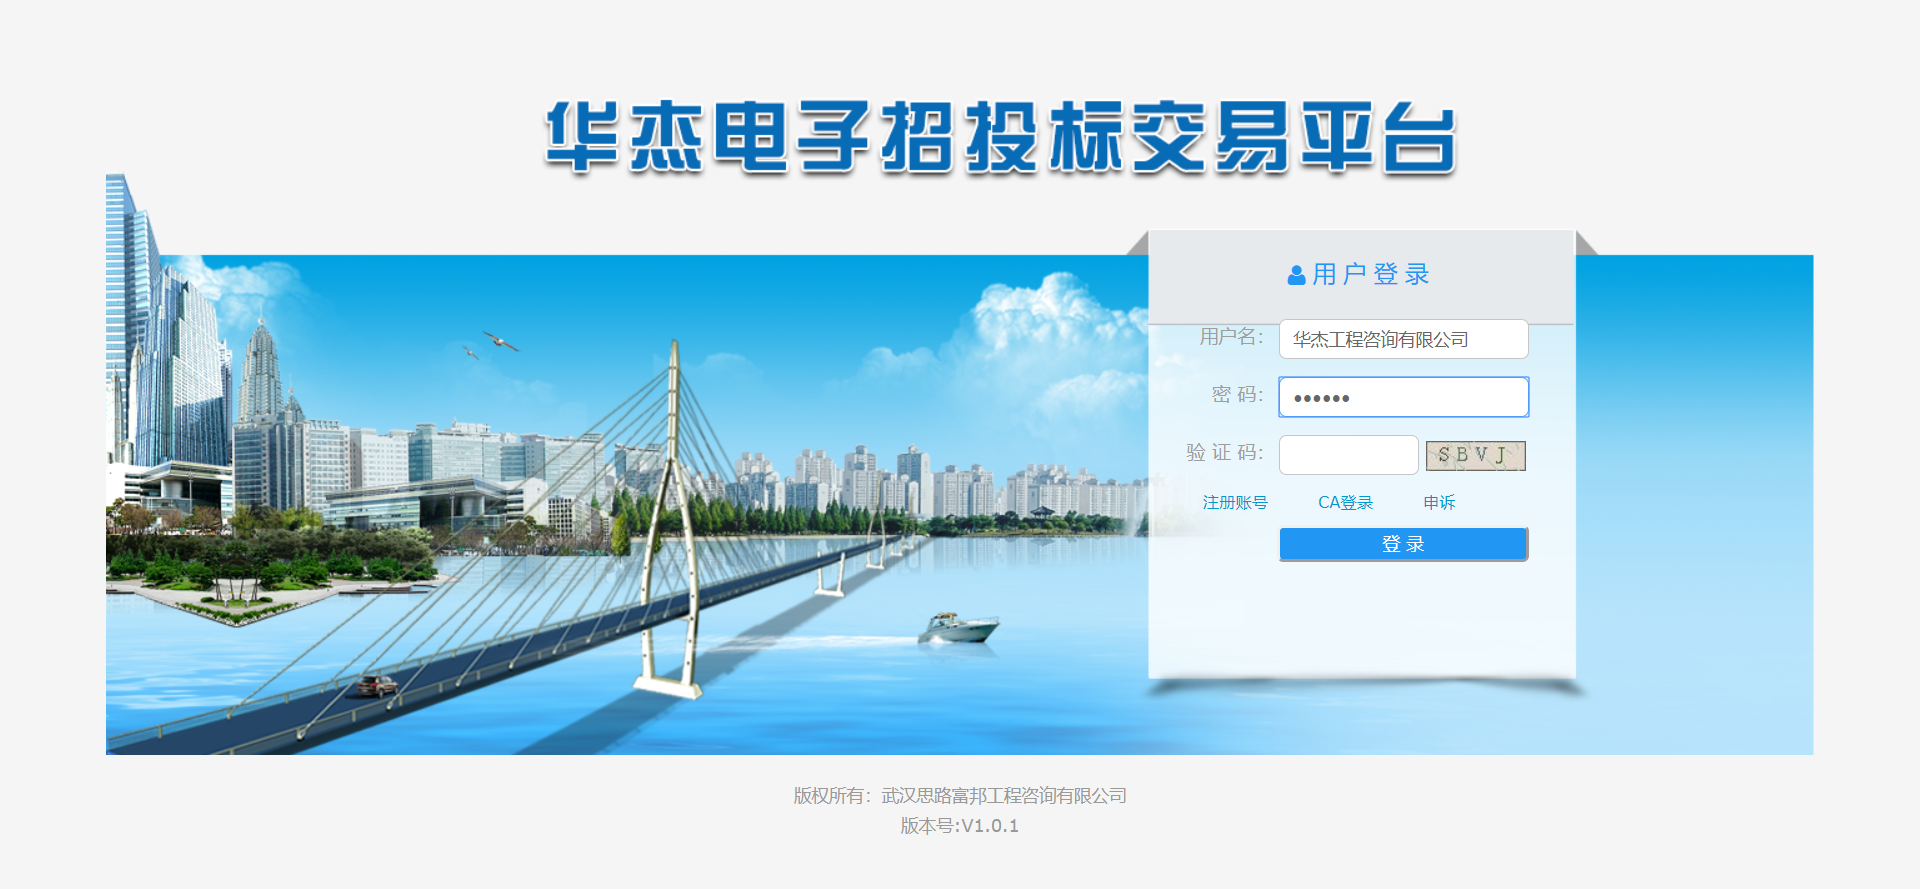 华杰电子招投标交易平台
用户登录
用户名： 华杰工程咨询有限公司
密 码： ••••••
验 证 码： SBVJ
注册账号 CA登录 申诉
登 录
版权所有：武汉思路富邦工程咨询有限公司
版本号:V1.0.1